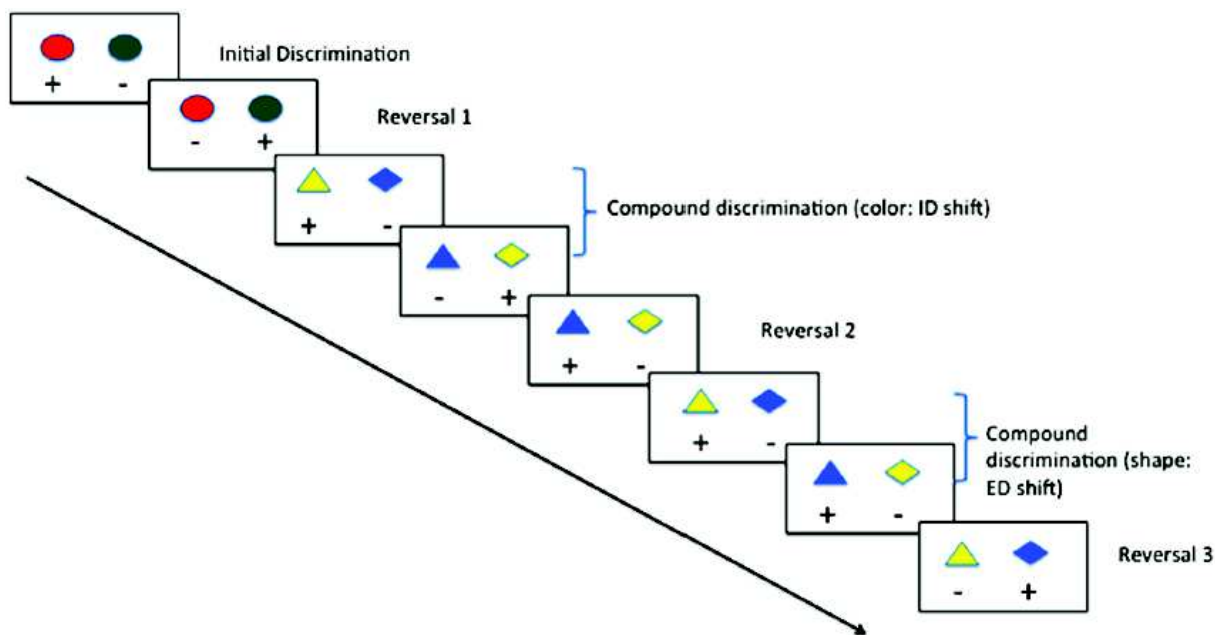 Initial Discrimination
+ -
Reversal 1
- +
Compound discrimination (color: ID shift)
+ -
- +
Reversal 2
+ -
+ -
Compound
discrimination (shape:
ED shift)
+ -
Reversal 3
- +